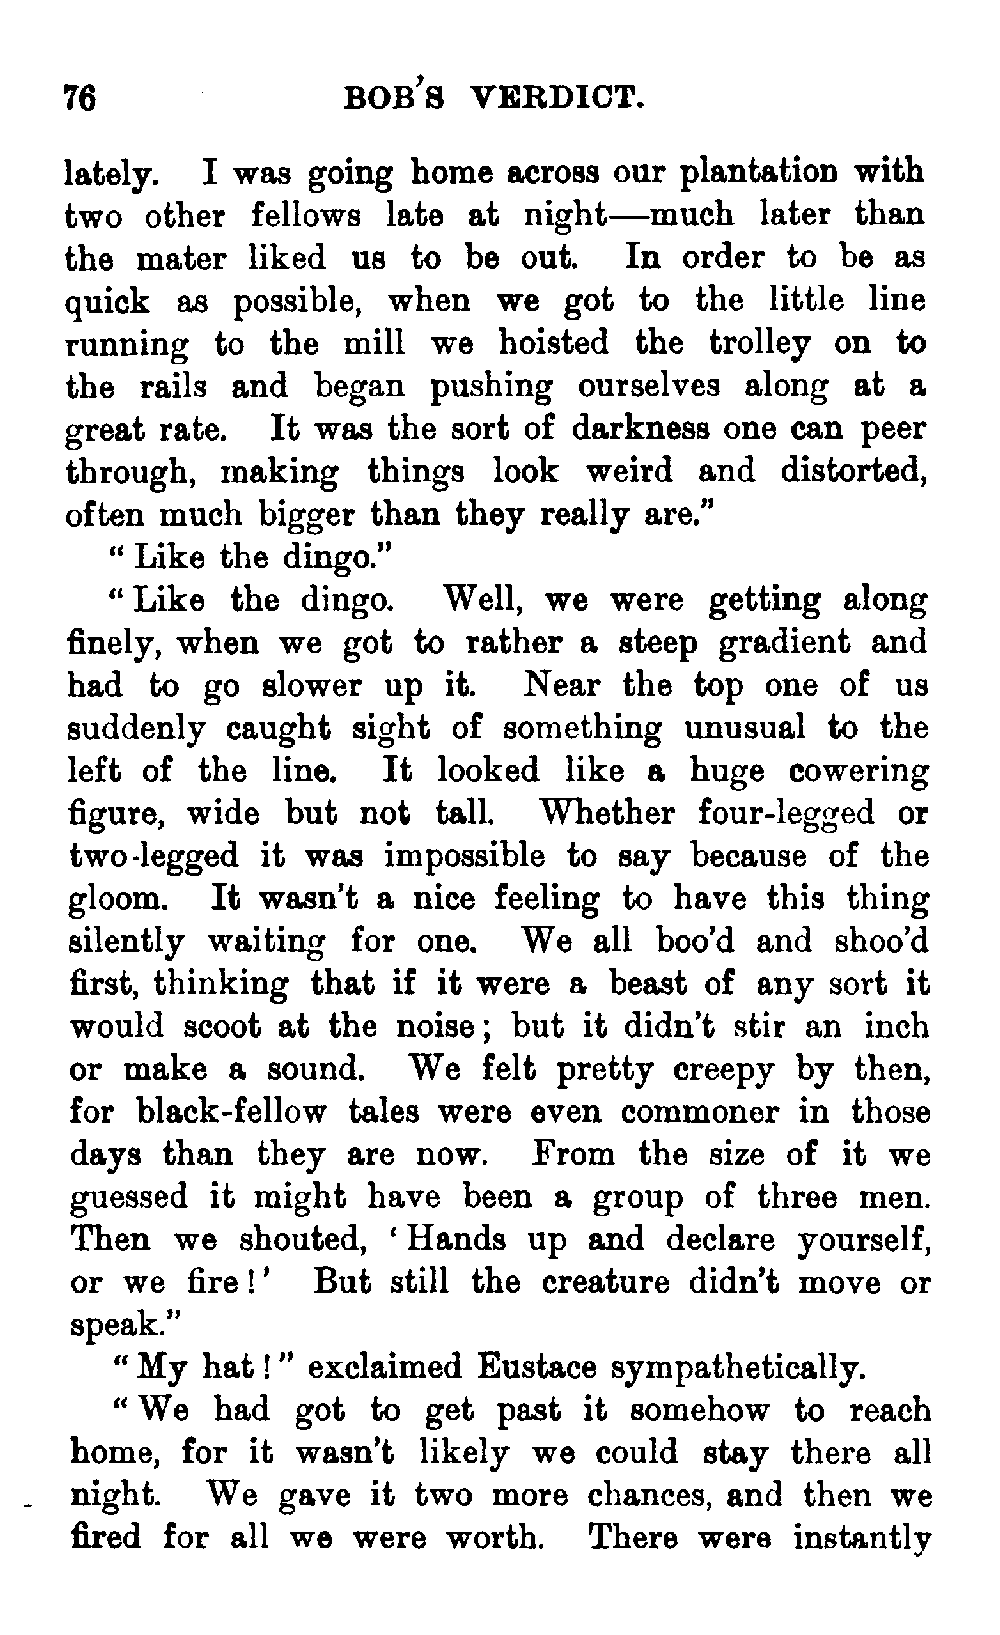 76 BOB'S VERDICT.
lately. I was going home across our plantation with
two other fellows late at night—much later than
the mater liked us to be out. In order to be as
quick as possible, when we got to the little line
running to the mill we hoisted the trolley on to
the rails and began pushing ourselves along at a
great rate. It was the sort of darkness one can peer
through, making things look weird and distorted,
often much bigger than they really are."
"Like the dingo."
"Like the dingo. Well, we were getting along
finely, when we got to rather a steep gradient and
had to go slower up it. Near the top one of us
suddenly caught sight of something unusual to the
left of the line. It looked like a huge cowering
figure, wide but not tall. Whether four-legged or
two-legged it was impossible to say because of the
gloom. It wasn't a nice feeling to have this thing
silently waiting for one. We all boo'd and shoo'd
first, thinking that if it were a beast of any sort it
would scoot at the noise; but it didn't stir an inch
or make a sound. We felt pretty creepy by then,
for black-fellow tales were even commoner in those
days than they are now. From the size of it we
guessed it might have been a group of three men.
Then we shouted, 'Hands up and declare yourself,
or we fire!' But still the creature didn't move or
speak."
"My hat!" exclaimed Eustace sympathetically.
"We had got to get past it somehow to reach
home, for it wasn't likely we could stay there all
night. We gave it two more chances, and then we
fired for all we were worth. There were instantly